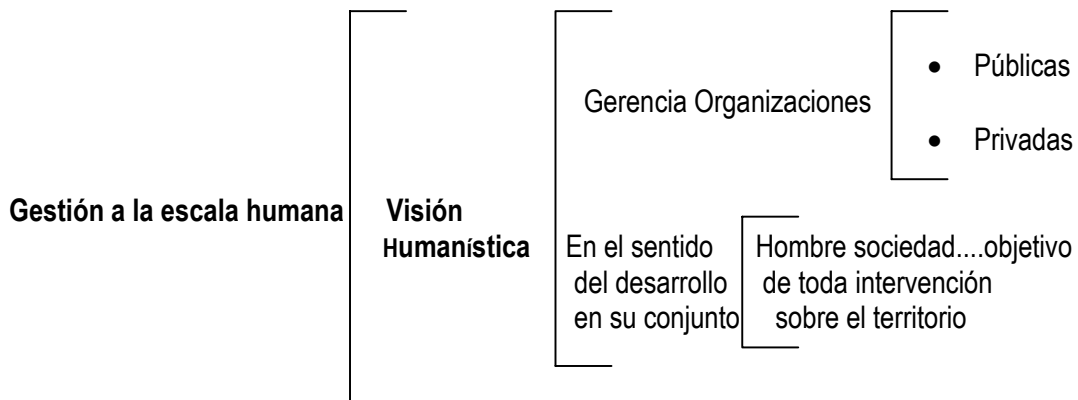 Gestión a la escala humana
Visión
Humanística
Gerencia Organizaciones
• Públicas
• Privadas
En el sentido
del desarrollo
en su conjunto
Hombre sociedad....objetivo
de toda intervención
sobre el territorio